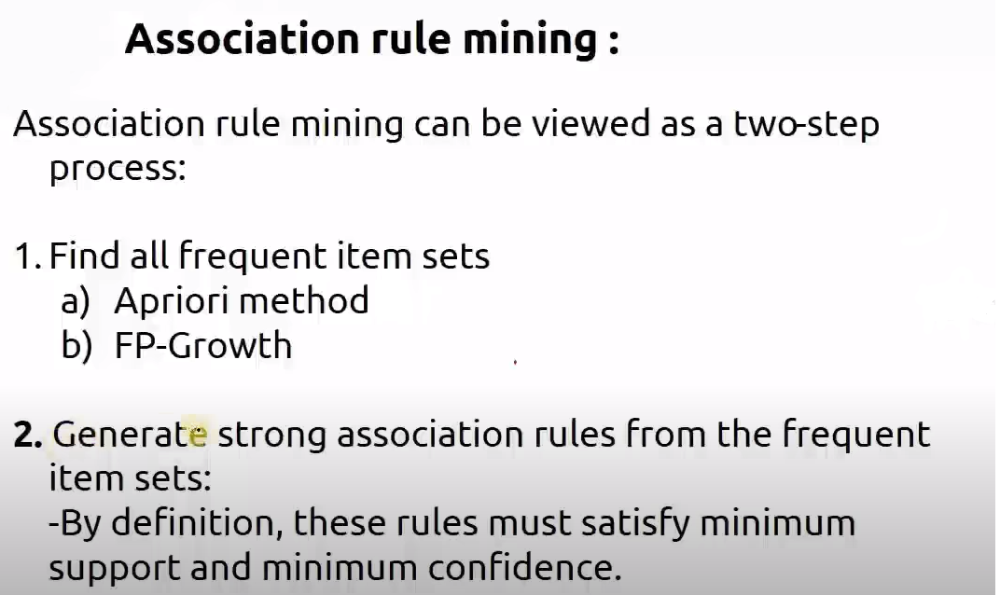 Association rule mining :
Association rule mining can be viewed as a two-step
process:
1. Find all frequent item sets
a) Apriori method
b) FP-Growth
2. Generate strong association rules from the frequent
item sets:
-By definition, these rules must satisfy minimum
support and minimum confidence.